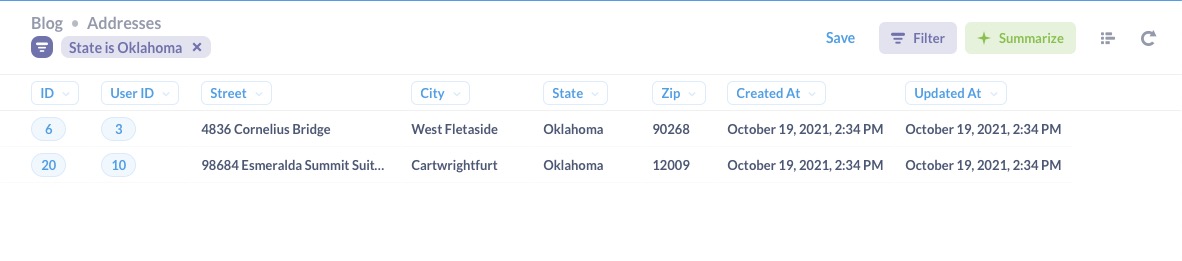 Blog • Addresses
State is Oklahoma ×
Save Filter Summarize
ID User ID Street City State Zip Created At Updated At
6 3 4836 Cornelius Bridge West Fletaside Oklahoma 90268 October 19, 2021, 2:34 PM October 19, 2021, 2:34 PM
20 10 98684 Esmeralda Summit Suit... Cartwrightfurt Oklahoma 12009 October 19, 2021, 2:34 PM October 19, 2021, 2:34 PM